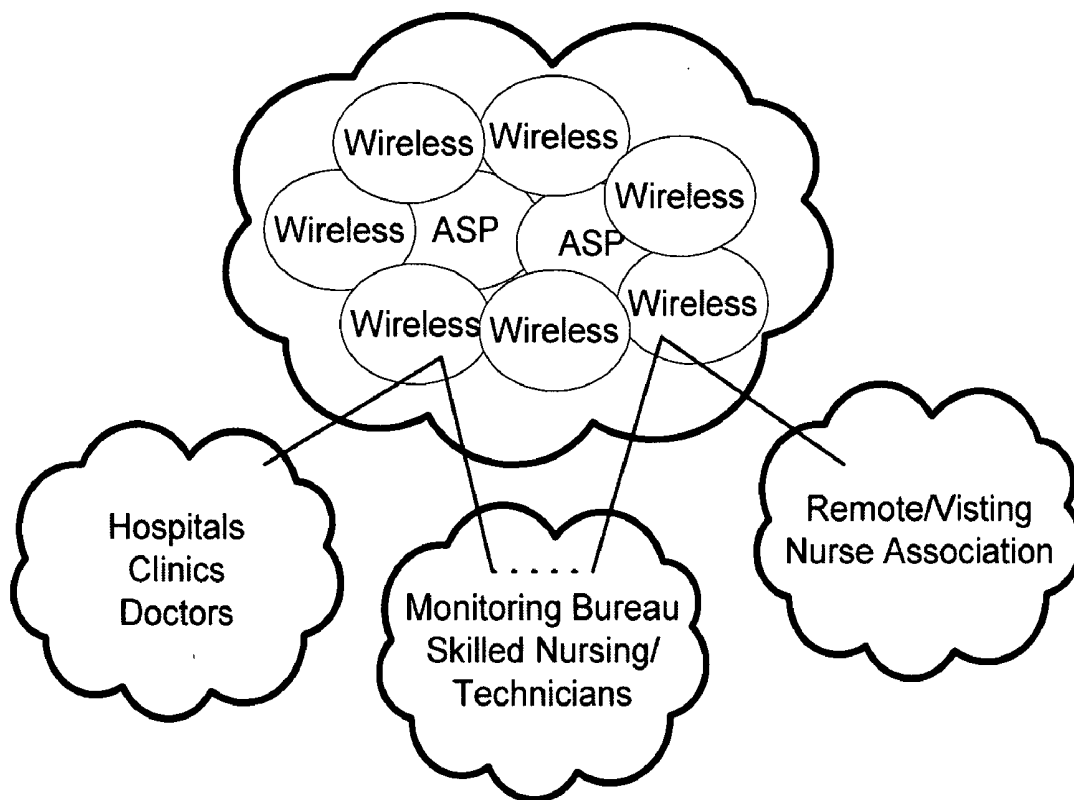 Wireless
Wireless
Wireless
Wireless
ASP
ASP
Wireless
Wireless
Wireless
Hospitals
Clinics
Doctors
Monitoring Bureau
Skilled Nursing/
Technicians
Remote/Visting
Nurse Association